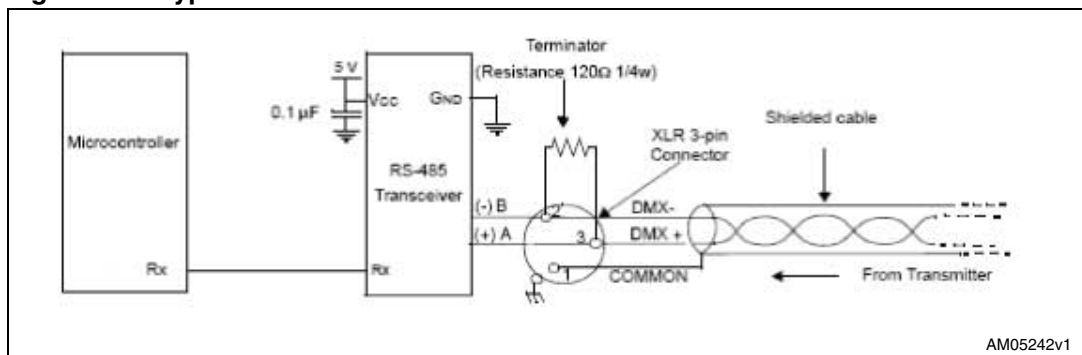 Terminator
(Resistance 120Ω 1/4w)
5 V
Vcc
GND
0.1 µF
Microcontroller
RS-485
Transceiver
XLR 3-pin
Connector
Shielded cable
(-) B
2
DMX-
(+) A
3
DMX +
Rx
Rx
1
COMMON
From Transmitter
AM05242v1